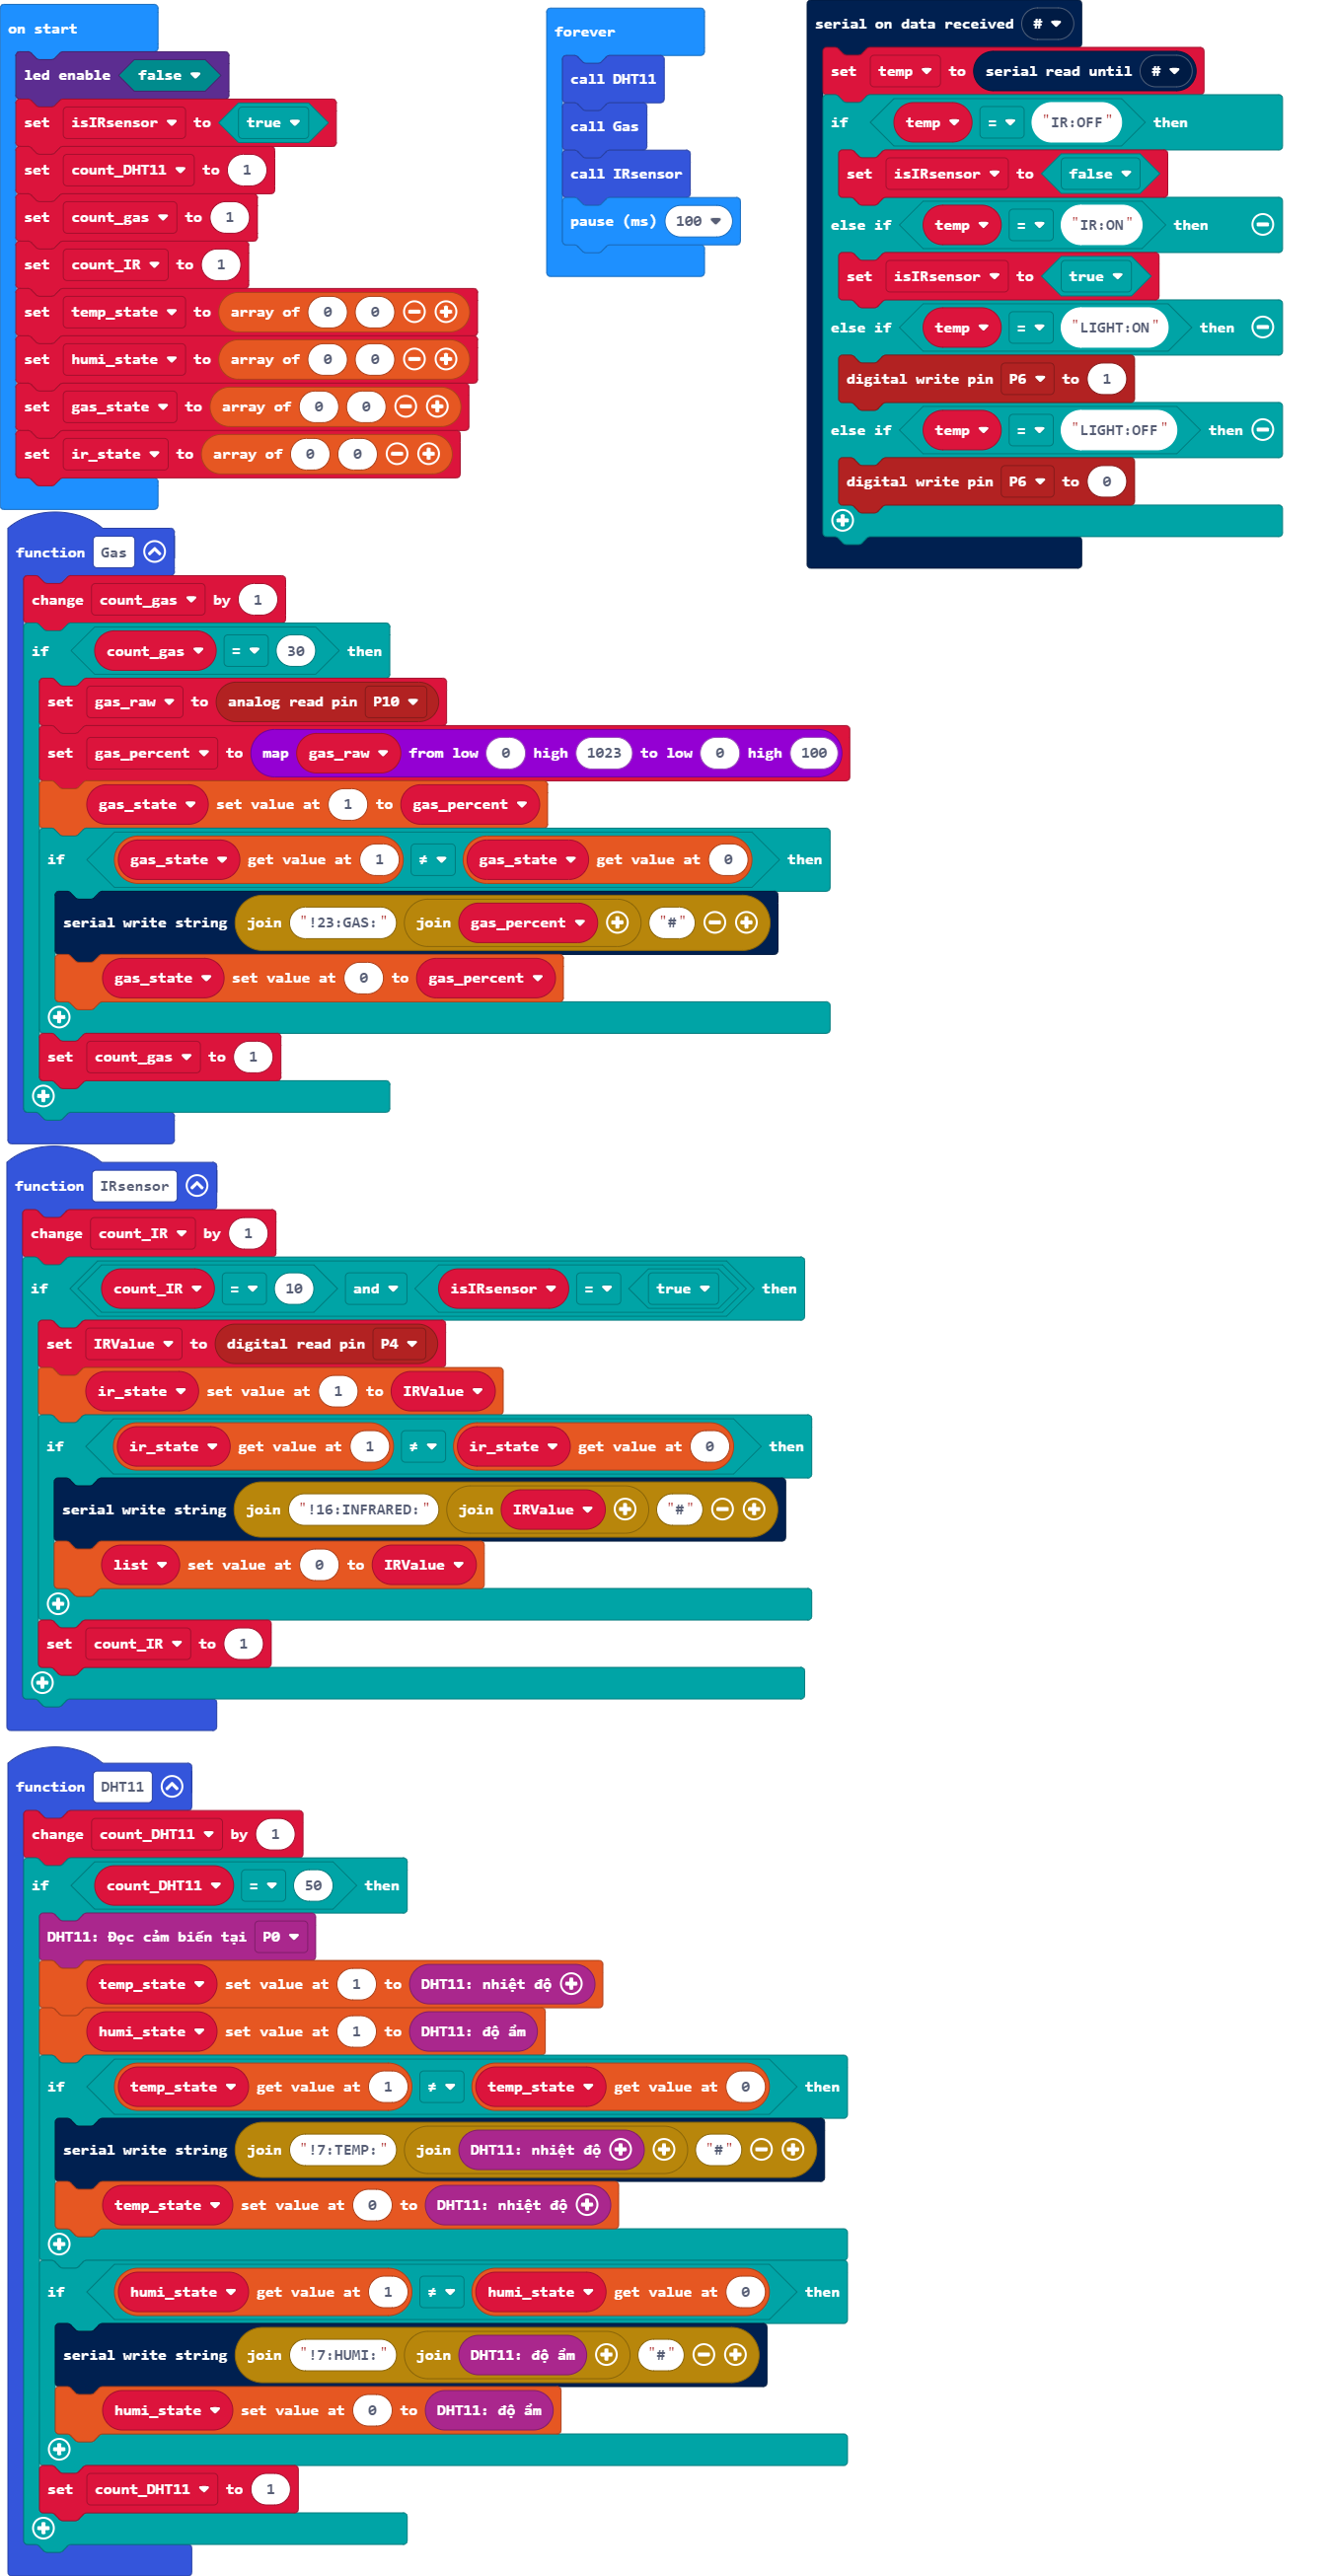 on start
led enable false
set isIRsensor to true
set count_DHT11 to 1
set count_gas to 1
set count_IR to 1
set temp_state to array of 0 0
set humi_state to array of 0 0
set gas_state to array of 0 0
set ir_state to array of 0 0
forever
call DHT11
call Gas
call IRsensor
pause (ms) 100
serial on data received #
set temp to serial read until #
if temp = "IR:OFF" then
set isIRsensor to false
else if temp = "IR:ON" then
set isIRsensor to true
else if temp = "LIGHT:ON" then
digital write pin P6 to 1
else if temp = "LIGHT:OFF" then
digital write pin P6 to 0
function Gas
change count_gas by 1
if count_gas = 30 then
set gas_raw to analog read pin P10
set gas_percent to map gas_raw from low 0 high 1023 to low 0 high 100
gas_state set value at 1 to gas_percent
if gas_state get value at 1 ≠ gas_state get value at 0 then
serial write string join "!23:GAS:" join gas_percent "#"
gas_state set value at 0 to gas_percent
set count_gas to 1
function IRsensor
change count_IR by 1
if count_IR = 10 and isIRsensor = true then
set IRValue to digital read pin P4
ir_state set value at 1 to IRValue
if ir_state get value at 1 ≠ ir_state get value at 0 then
serial write string join "!16:INFRARED:" join IRValue "#"
list set value at 0 to IRValue
set count_IR to 1
function DHT11
change count_DHT11 by 1
if count_DHT11 = 50 then
DHT11: Đọc cảm biến tại P0
temp_state set value at 1 to DHT11: nhiệt độ
humi_state set value at 1 to DHT11: độ ẩm
if temp_state get value at 1 ≠ temp_state get value at 0 then
serial write string join "!7:TEMP:" join DHT11: nhiệt độ "#"
temp_state set value at 0 to DHT11: nhiệt độ
if humi_state get value at 1 ≠ humi_state get value at 0 then
serial write string join "!7:HUMI:" join DHT11: độ ẩm "#"
humi_state set value at 0 to DHT11: độ ẩm
set count_DHT11 to 1